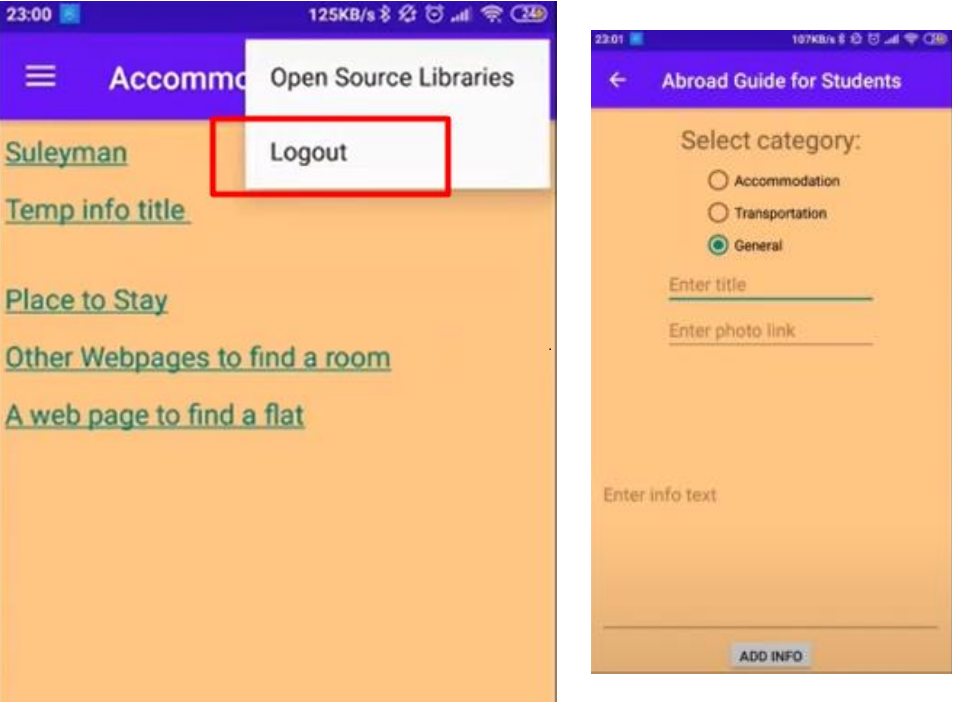 23:00 125KB/s 24
Accommo
Open Source Libraries
Logout
Suleyman
Temp info title
Place to Stay
Other Webpages to find a room
A web page to find a flat
23:01 107KB/s
Abroad Guide for Students
Select category:
Accommodation
Transportation
General
Enter title
Enter photo link
Enter info text
ADD INFO